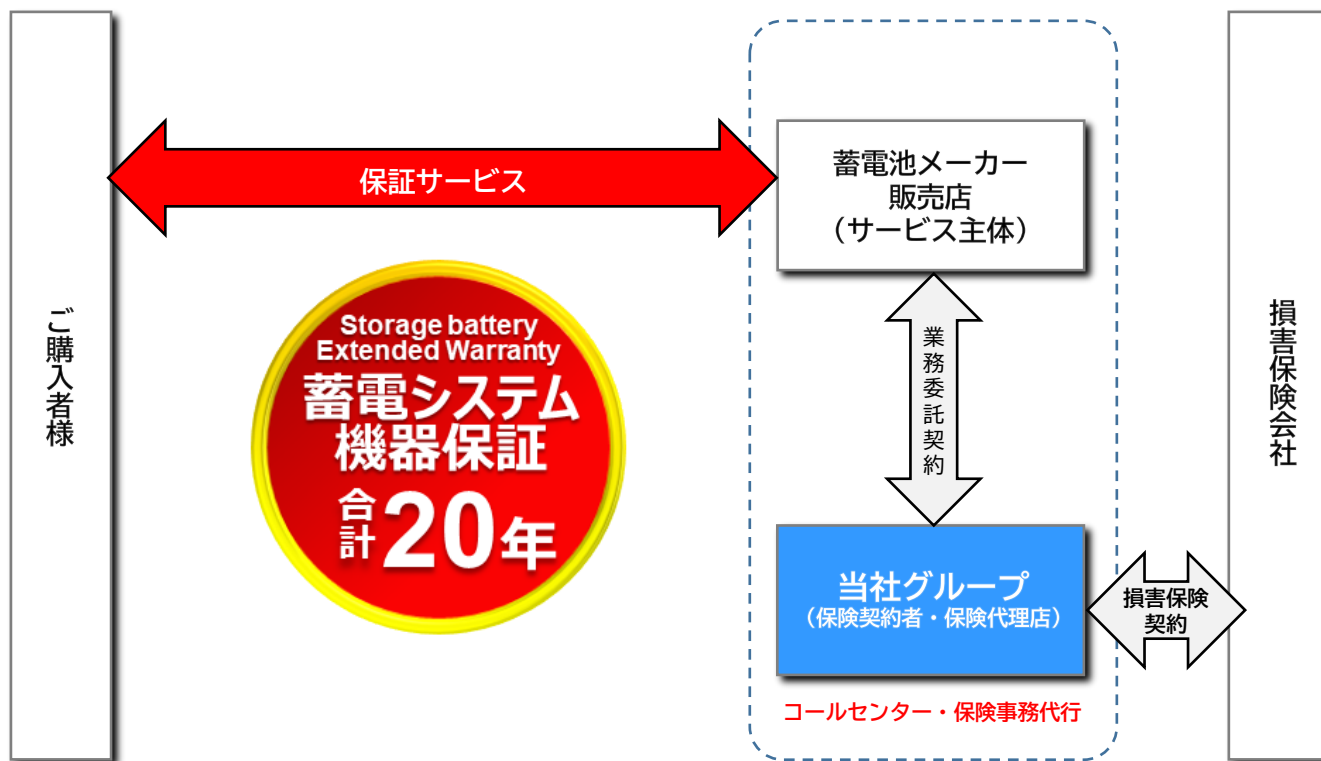 ご購入者様
保証サービス
Storage battery
Extended Warranty
蓄電システム
機器保証
合計20年
蓄電池メーカー
販売店
（サービス主体）
業務委託契約
当社グループ
（保険契約者・保険代理店）
コールセンター・保険事務代行
損害保険
契約
損害保険会社